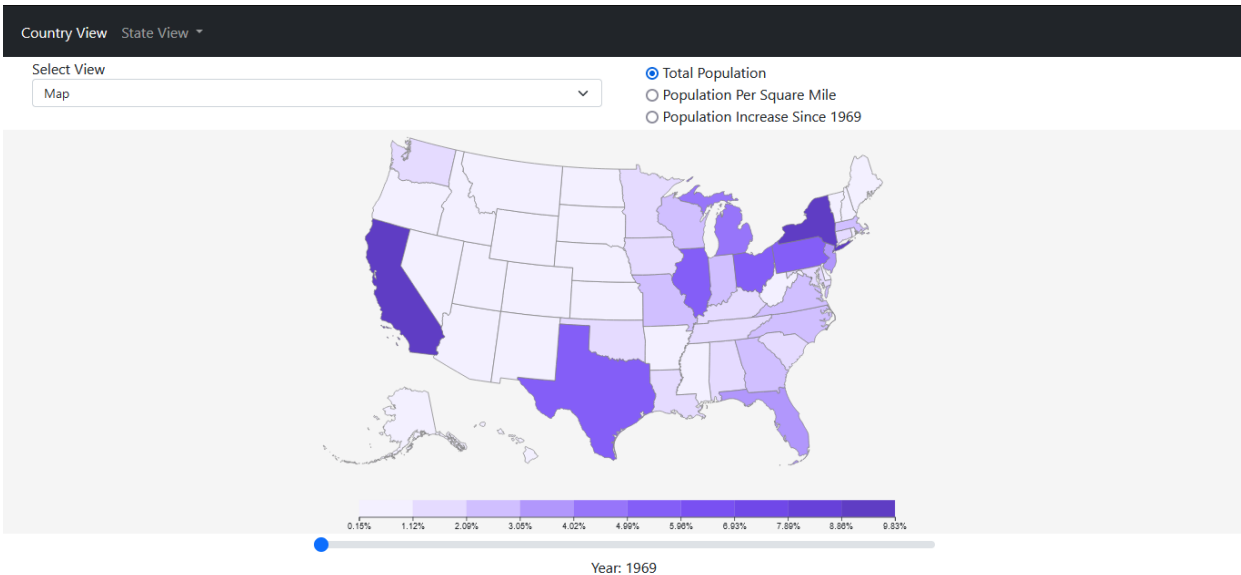 Country View State View
Select View
Map
Total Population
Population Per Square Mile
Population Increase Since 1969
0.15% 1.12% 2.09% 3.05% 4.02% 4.99% 5.96% 6.93% 7.89% 8.86% 9.83%
Year: 1969